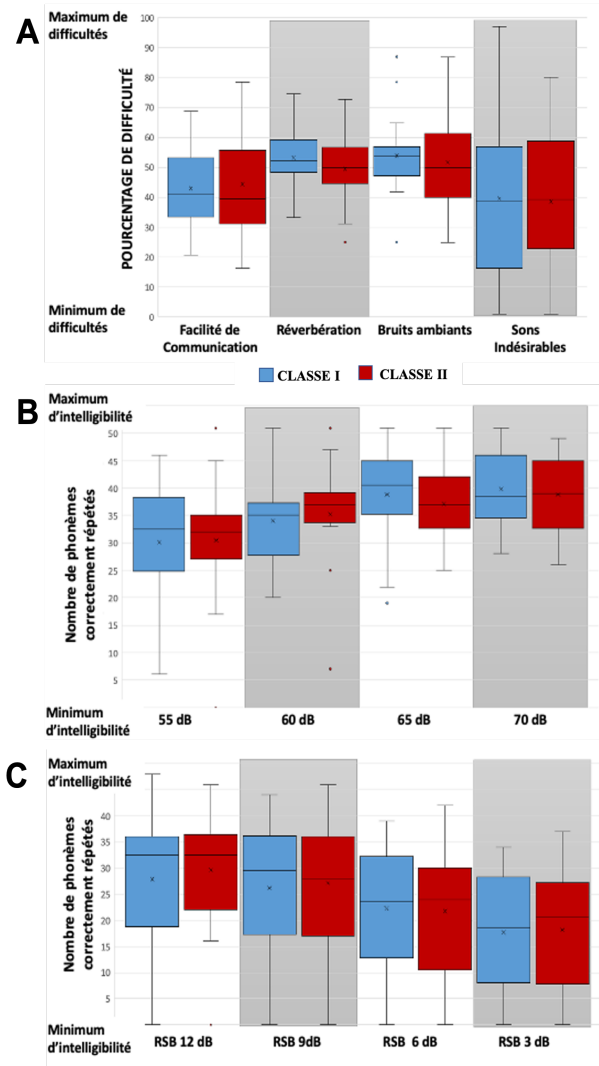 A
Maximum de
difficultés
POURCENTAGE DE DIFFICULTÉ
100
90
80
70
60
50
40
30
20
10
0
Minimum de
difficultés
Facilité de
Communication
Réverbération
Bruits ambiants
Sons
Indésirables
CLASSE I
CLASSE II
B
Maximum
d'intelligibilité
Nombre de phonèmes
correctement répétés
50
45
40
35
30
25
20
15
10
5
Minimum
d'intelligibilité
55 dB
60 dB
65 dB
70 dB
C
Maximum
d'intelligibilité
Nombre de phonèmes
correctement répétés
40
35
30
25
20
15
10
5
Minimum
d'intelligibilité
RSB 12 dB
RSB 9dB
RSB 6 dB
RSB 3 dB